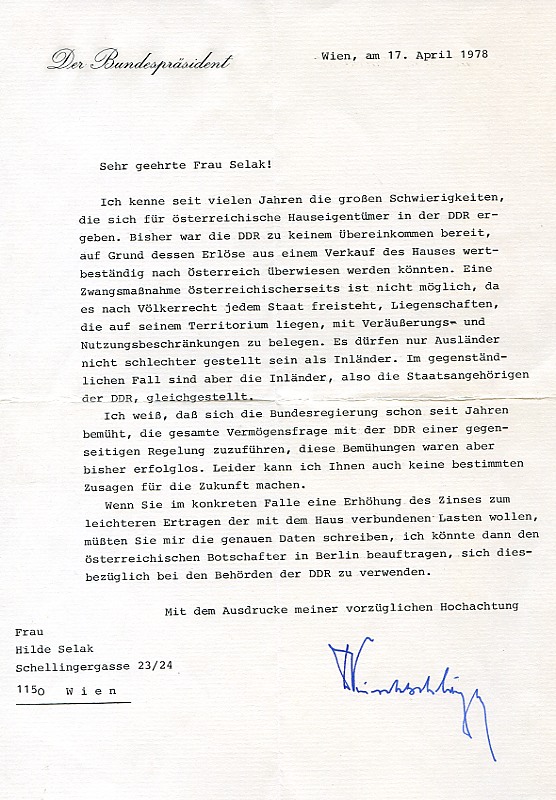 Der Bundespräsident
Wien, am 17. April 1978
Sehr geehrte Frau Selak!
Ich kenne seit vielen Jahren die großen Schwierigkeiten,
die sich für österreichische Hauseigentümer in der DDR er-
geben. Bisher war die DDR zu keinem Übereinkommen bereit,
auf Grund dessen Erlöse aus einem Verkauf des Hauses wert-
beständig nach Österreich überwiesen werden könnten. Eine
Zwangsmaßnahme österreichischerseits ist nicht möglich, da
es nach Völkerrecht jedem Staat freisteht, Liegenschaften,
die auf seinem Territorium liegen, mit Veräußerungs- und
Nutzungsbeschränkungen zu belegen. Es dürfen nur Ausländer
nicht schlechter gestellt sein als Inländer. Im gegenständ-
lichen Fall sind aber die Inländer, also die Staatsangehörigen
der DDR, gleichgestellt.
Ich weiß, daß sich die Bundesregierung schon seit Jahren
bemüht, die gesamte Vermögensfrage mit der DDR einer gegen-
seitigen Regelung zuzuführen, diese Bemühungen waren aber
bisher erfolglos. Leider kann ich Ihnen auch keine bestimmten
Zusagen für die Zukunft machen.
Wenn Sie im konkreten Falle eine Erhöhung des Zinses zum
leichteren Ertragen der mit dem Haus verbundenen Lasten wollen,
müßten Sie mir die genauen Daten schreiben, ich könnte dann den
österreichischen Botschafter in Berlin beauftragen, sich dies-
bezüglich bei den Behörden der DDR zu verwenden.
Mit dem Ausdrucke meiner vorzüglichen Hochachtung
Frau
Hilde Selak
Schellingergasse 23/24
1150 Wien